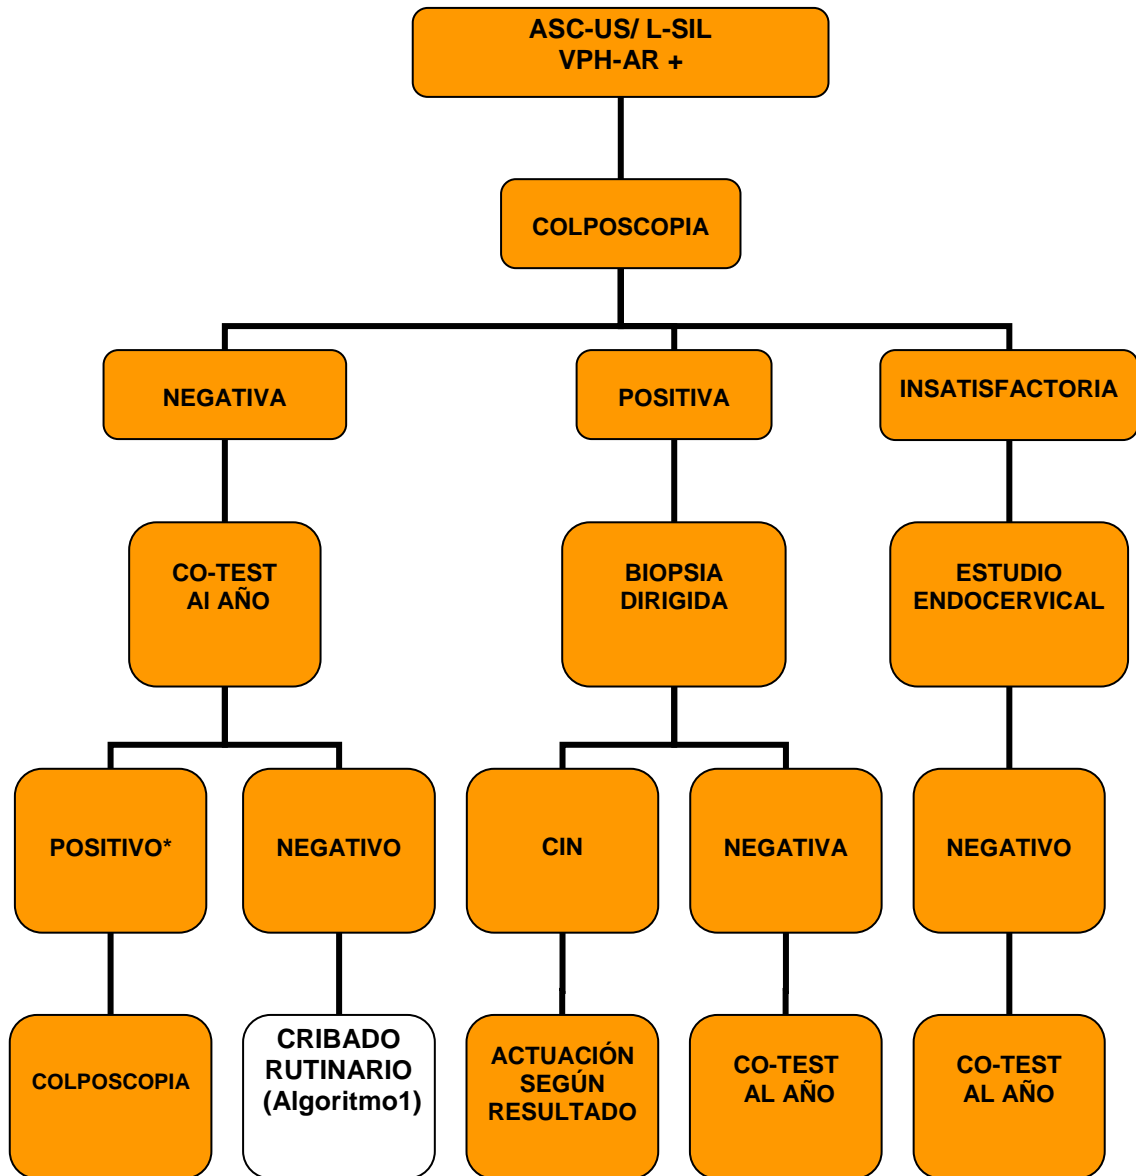 ASC-US/ L-SIL
VPH-AR +
COLPOSCOPIA
NEGATIVA
POSITIVA
INSATISFACTORIA
CO-TEST
Al AÑO
BIOPSIA
DIRIGIDA
ESTUDIO
ENDOCERVICAL
POSITIVO*
NEGATIVO
CIN
NEGATIVA
NEGATIVO
COLPOSCOPIA
CRIBADO
RUTINARIO
(Algoritmo1)
ACTUACIÓN
SEGÚN
RESULTADO
CO-TEST
AL AÑO
CO-TEST
AL AÑO